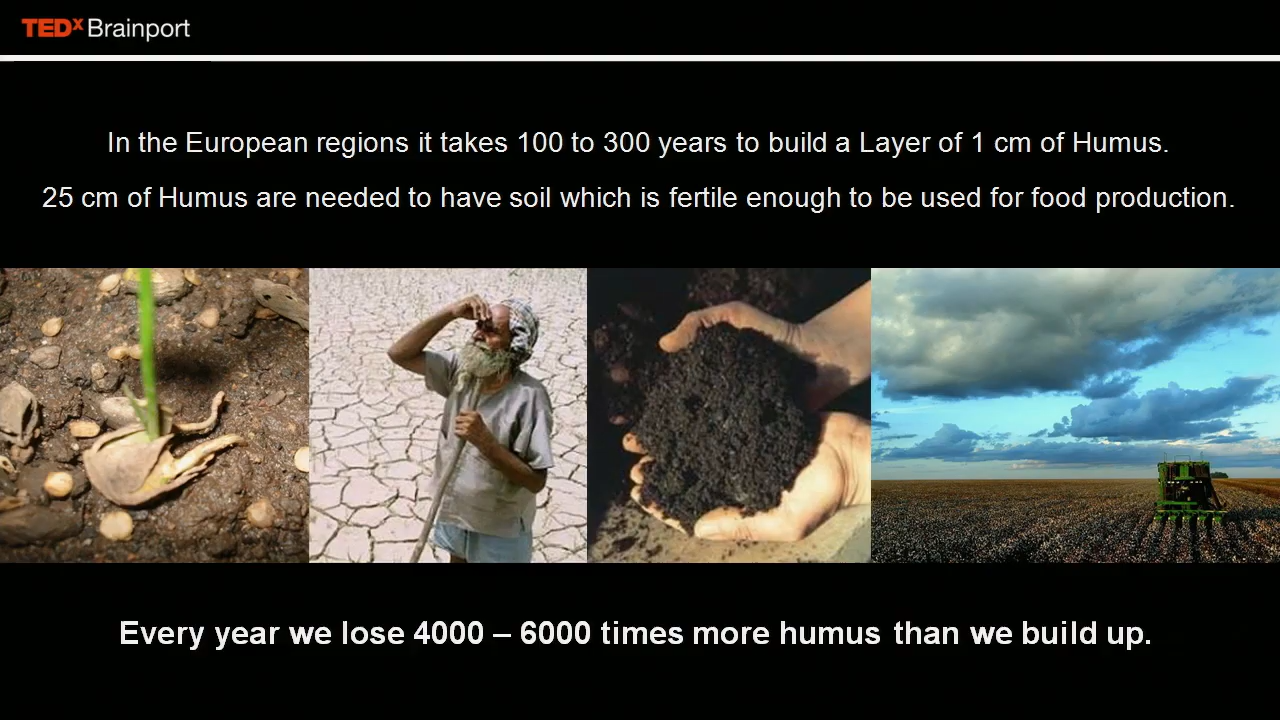 TEDx Brainport
In the European regions it takes 100 to 300 years to build a Layer of 1 cm of Humus.
25 cm of Humus are needed to have soil which is fertile enough to be used for food production.
Every year we lose 4000 – 6000 times more humus than we build up.